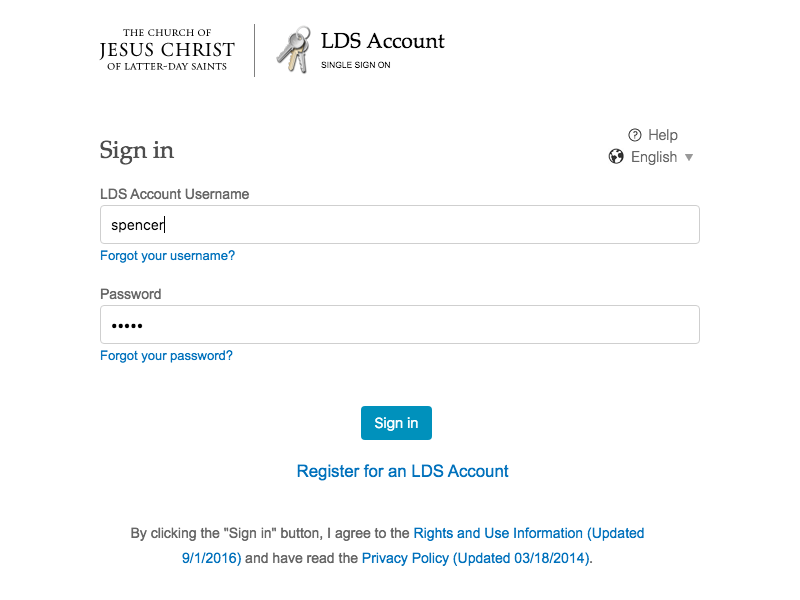 THE CHURCH OF
JESUS CHRIST
OF LATTER-DAY SAINTS
LDS Account
SINGLE SIGN ON
Help
Sign in
English
LDS Account Username
spencer
Forgot your username?
Password
•••••
Forgot your password?
Sign in
Register for an LDS Account
By clicking the "Sign in" button, I agree to the Rights and Use Information (Updated
9/1/2016) and have read the Privacy Policy (Updated 03/18/2014).